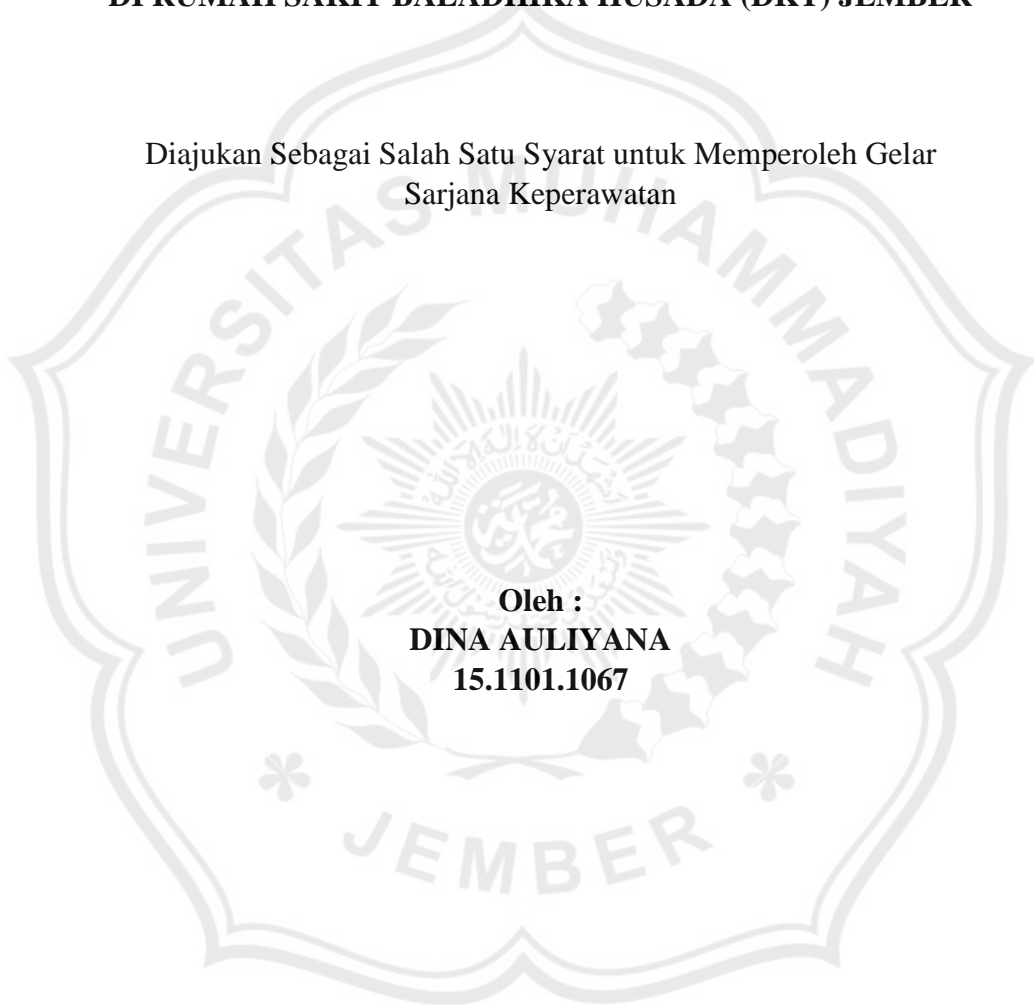 DI RUMAH SAKIT BALADHIKA HUSADA (DKT) JEMBER
Diajukan Sebagai Salah Satu Syarat untuk Memperoleh Gelar
Sarjana Keperawatan
UNIVERSITAS MUHAMMADIYAH
Oleh :
DINA AULIYANA
15.1101.1067
JEMBER